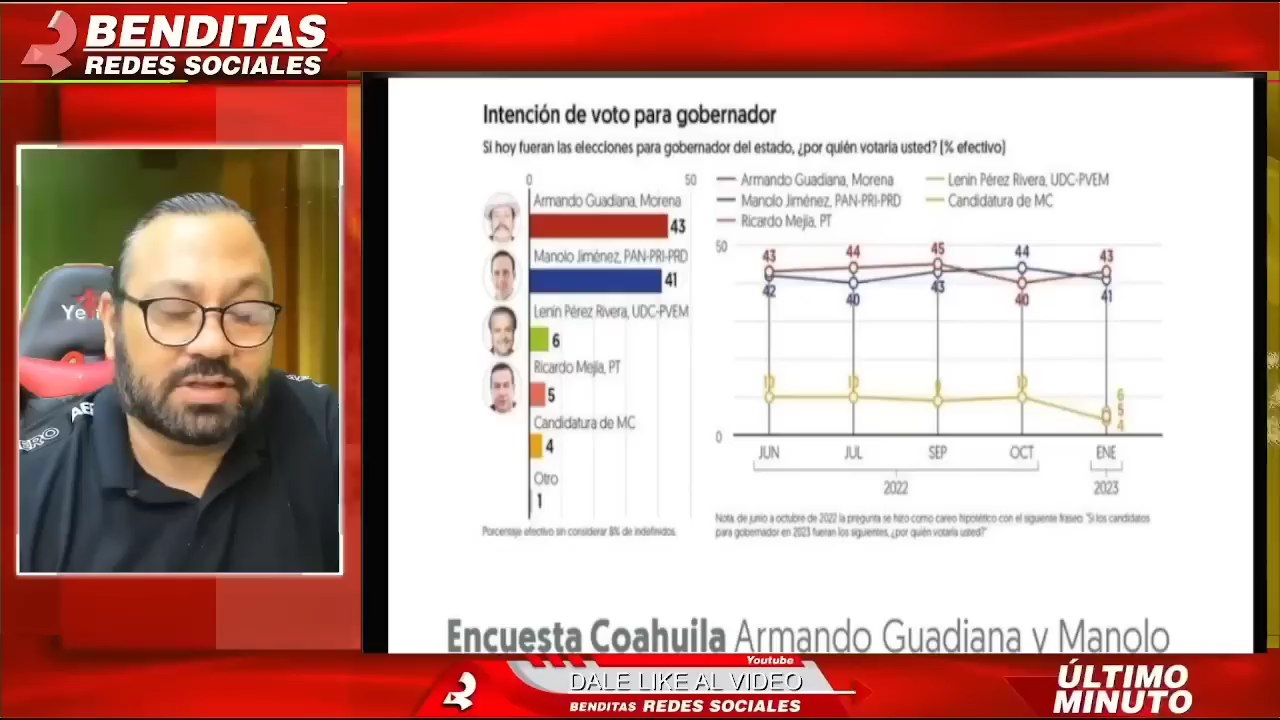 BENDITAS
REDES SOCIALES
Intención de voto para gobernador
Si hoy fueran las elecciones para gobernador del estado, ¿por quién votaría usted? (% efectivo)
0 50
Armando Guadiana, Morena
43
Manolo Jiménez, PAN-PRI-PRD
41
Lenin Pérez Rivera, UDC-PVEM
6
Ricardo Mejía, PT
5
Candidatura de MC
4
Otro
1
Porcentaje efectivo sin considerar 8% de indefinidos.
Armando Guadiana, Morena
Manolo Jiménez, PAN-PRI-PRD
Ricardo Mejía, PT
Lenin Pérez Rivera, UDC-PVEM
Candidatura de MC
50
43 44 45 44 43
42 40 43 40 41
10 10 10
6
5
4
0
JUN JUL SEP OCT ENE
2022 2023
Nota, de junio a octubre de 2022 la pregunta se hizo como careo hipotético con el siguiente fraseo: "Si los candidatos
para gobernador en 2023 fueran los siguientes, ¿por quién votaría usted?"
Encuesta Coahuila Armando Guadiana y Manolo
Youtube
DALE LIKE AL VIDEO
BENDITAS REDES SOCIALES
ÚLTIMO
MINUTO